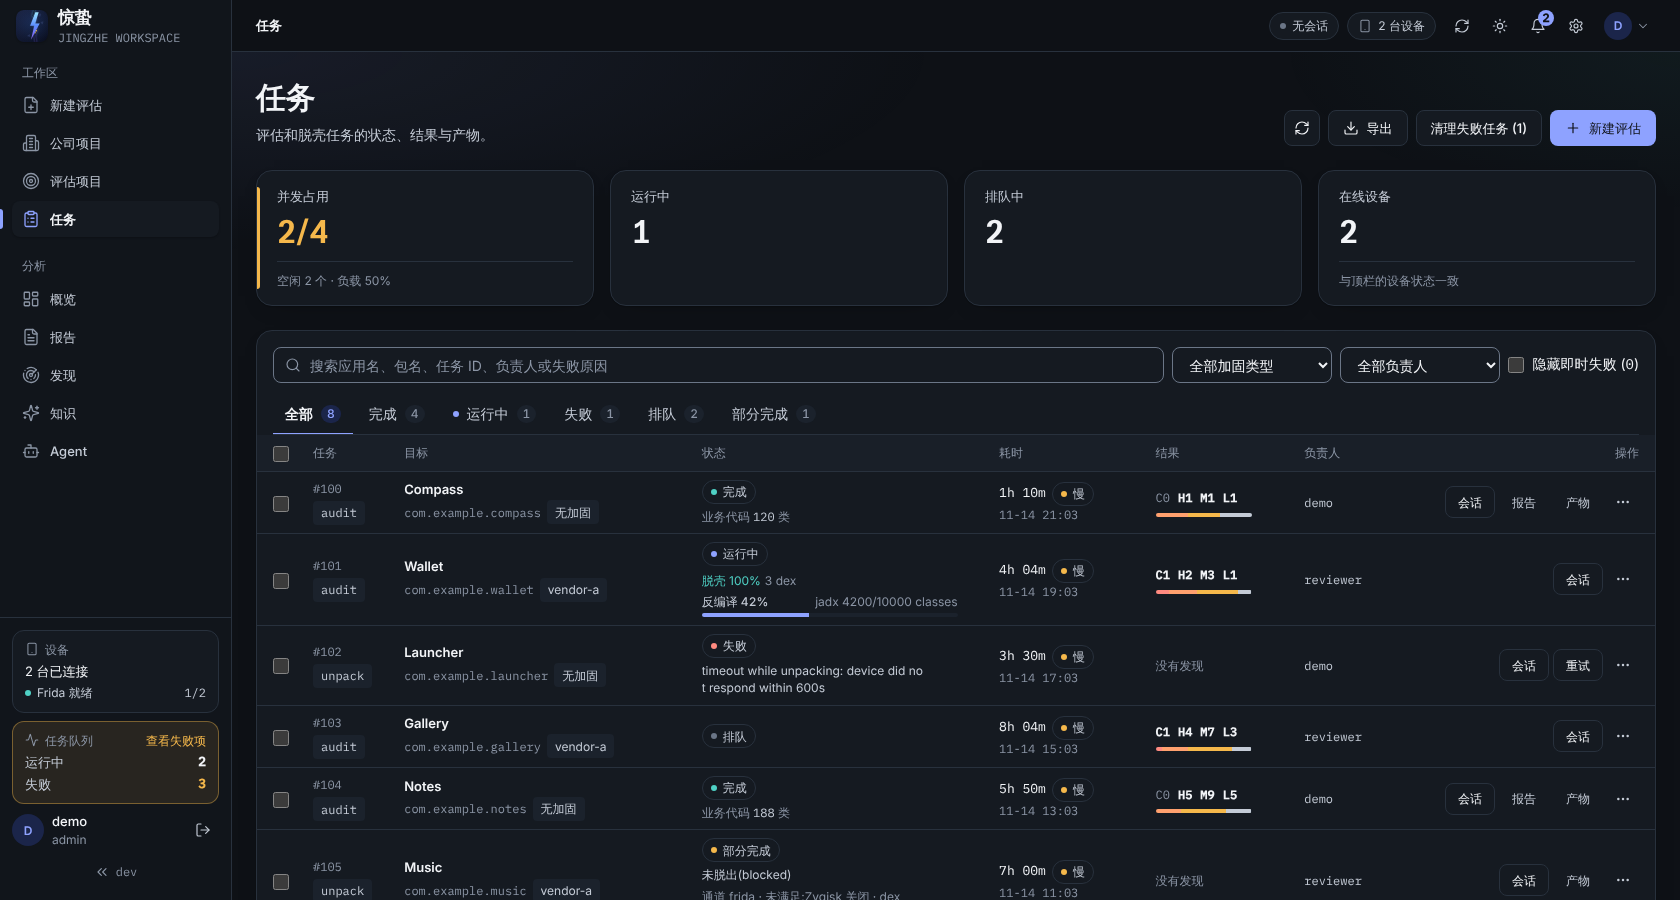 惊蛰
JINGZHE WORKSPACE
工作区
新建评估
公司项目
评估项目
任务
分析
概览
报告
发现
知识
Agent
设备
2 台已连接
Frida 就绪 1/2
任务队列 查看失败项
运行中 2
失败 3
D demo
admin
dev
任务
无会话 2 台设备 2 D
任务
评估和脱壳任务的状态、结果与产物。
导出 清理失败任务 (1) 新建评估
并发占用
2/4
空闲 2 个 · 负载 50%
运行中
1
排队中
2
在线设备
2
与顶栏的设备状态一致
搜索应用名、包名、任务 ID、负责人或失败原因 全部加固类型 全部负责人 隐藏即时失败 (0)
全部 8 完成 4 运行中 1 失败 1 排队 2 部分完成 1
任务 目标 状态 耗时 结果 负责人 操作
#100 Compass 完成 1h 10m 慢 C0 H1 M1 L1 demo 会话 报告 产物 ···
audit com.example.compass 无加固 业务代码 120 类 11-14 21:03
#101 Wallet 运行中 4h 04m 慢 C1 H2 M3 L1 reviewer 会话 ···
audit com.example.wallet vendor-a 脱壳 100% 3 dex 11-14 19:03
反编译 42% jadx 4200/10000 classes
#102 Launcher 失败 3h 30m 慢 没有发现 demo 会话 重试 ···
unpack com.example.launcher 无加固 timeout while unpacking: device did no 11-14 17:03
t respond within 600s
#103 Gallery 排队 8h 04m 慢 C1 H4 M7 L3 reviewer 会话 ···
audit com.example.gallery vendor-a 11-14 15:03
#104 Notes 完成 5h 50m 慢 C0 H5 M9 L5 demo 会话 报告 产物 ···
audit com.example.notes 无加固 业务代码 188 类 11-14 13:03
#105 Music 部分完成 7h 00m 慢 没有发现 reviewer 会话 产物 ···
unpack com.example.music vendor-a 未脱出(blocked) 11-14 11:03
通道 frida · 未满足:Zygisk 关闭 · dex